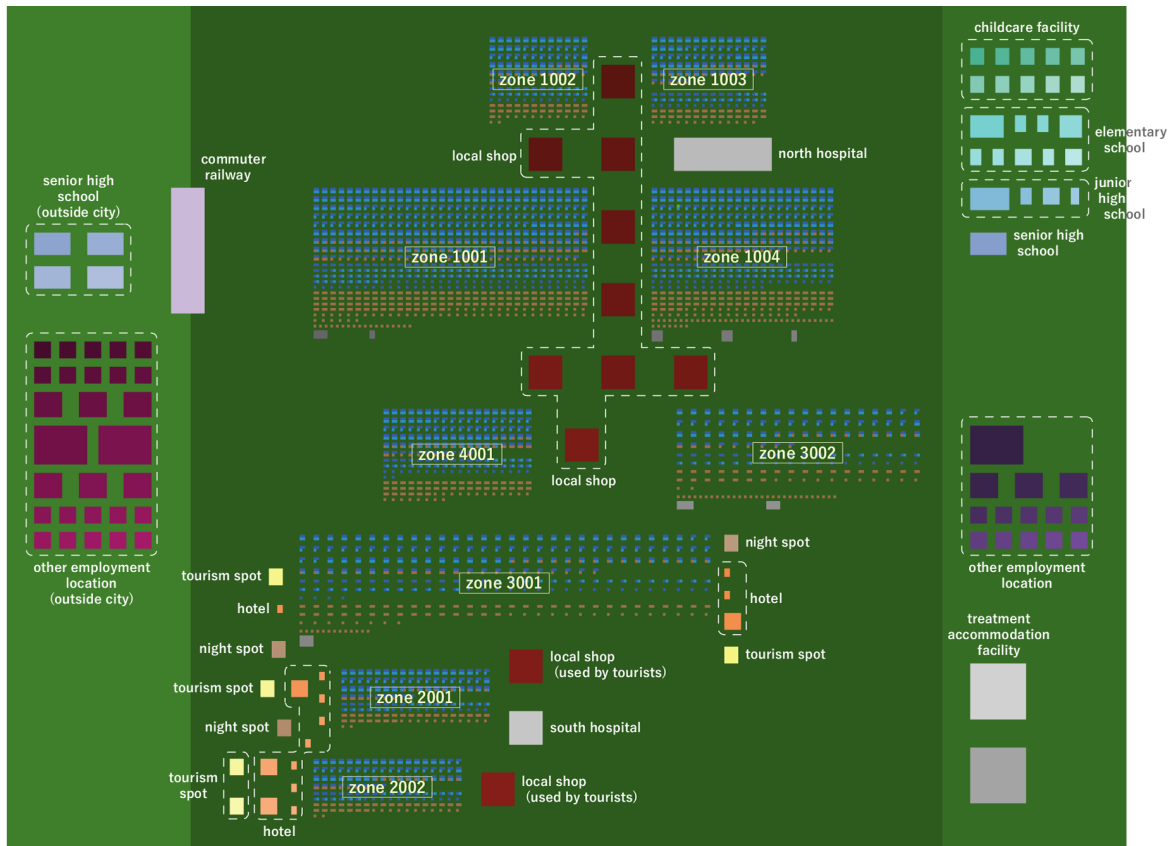 childcare facility
zone 1002
zone 1003
elementary
school
local shop
north hospital
commuter
railway
senior high
school
(outside city)
junior
high
school
senior high
school
zone 1001
zone 1004
zone 4001
zone 3002
local shop
night spot
other employment
location
(outside city)
tourism spot
zone 3001
hotel
hotel
other employment
location
treatment
accommodation
facility
night spot
tourism spot
local shop
(used by tourists)
tourism spot
zone 2001
night spot
south hospital
tourism
spot
zone 2002
local shop
(used by tourists)
hotel